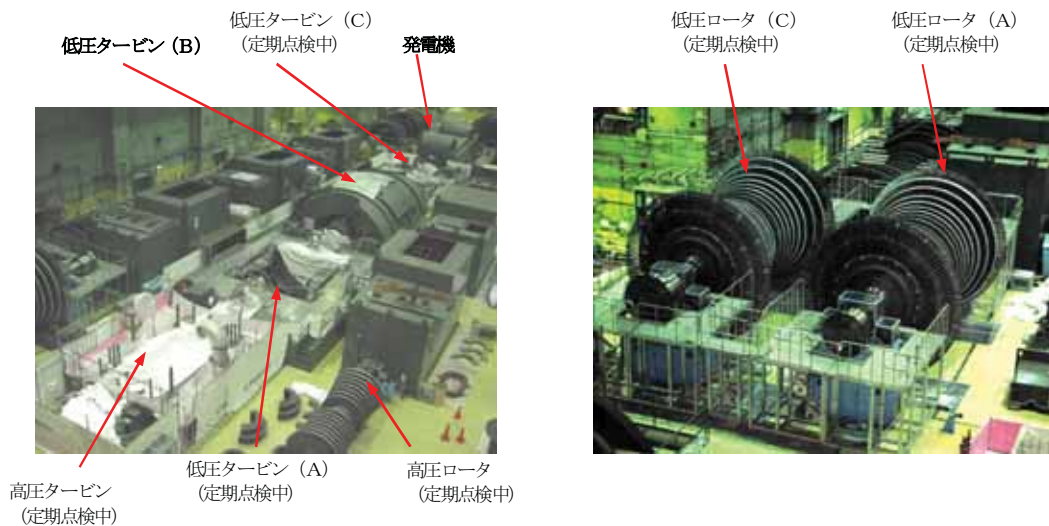 低圧タービン（C）
（定期点検中）
低圧タービン（B）
発電機
低圧タービン（A）
（定期点検中）
高圧ロータ
（定期点検中）
高圧タービン
（定期点検中）
低圧ロータ（C）
（定期点検中）
低圧ロータ（A）
（定期点検中）